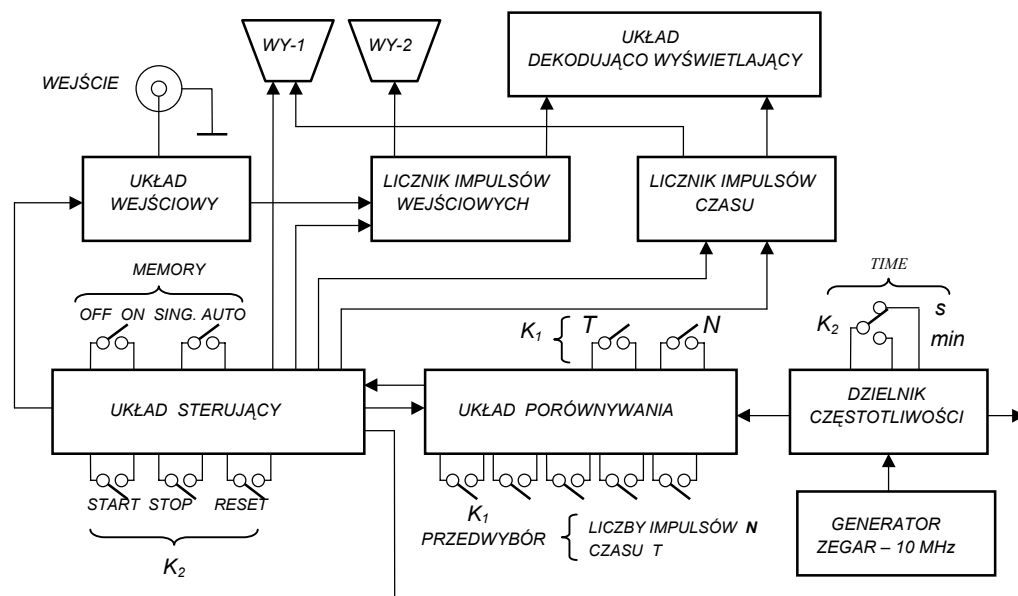 WY-1
WY-2
UKŁAD
DEKODUJĄCO WYŚWIETLAJĄCY
WEJŚCIE
UKŁAD
WEJŚCIOWY
LICZNIK IMPULSÓW
WEJŚCIOWYCH
LICZNIK IMPULSÓW
CZASU
MEMORY
OFF ON SING. AUTO
K1
T
N
TIME
K2
s
min
UKŁAD STERUJĄCY
UKŁAD PORÓWNYWANIA
DZIELNIK
CZĘSTOTLIWOŚCI
START STOP RESET
K2
K1
PRZEDWYBÓR
LICZBY IMPULSÓW N
CZASU T
GENERATOR
ZEGAR – 10 MHz